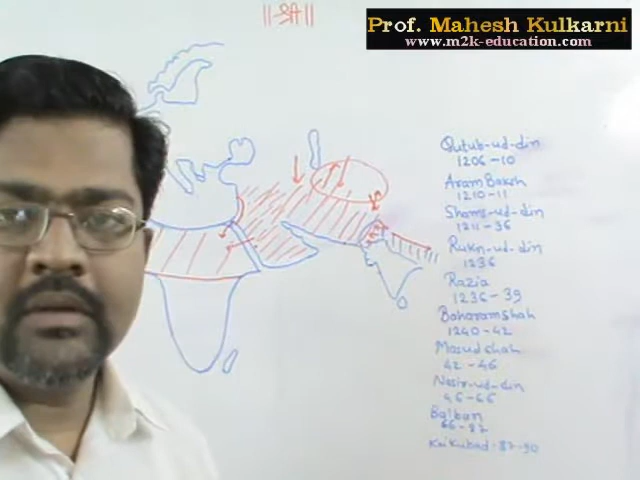 Prof. Mahesh Kulkarni
www.m2k-education.com
||श्री||
Qutub-ud-din
1206-10
Aram Baksh
1210-11
Shams-ud-din
1211-36
Rukn-ud-din
1236
Razia
1236-39
Baharamshah
1240-42
Masud shah
42-46
Nasir-ud-din
46-66
Balban
66-87
Kaikubad: 87-90